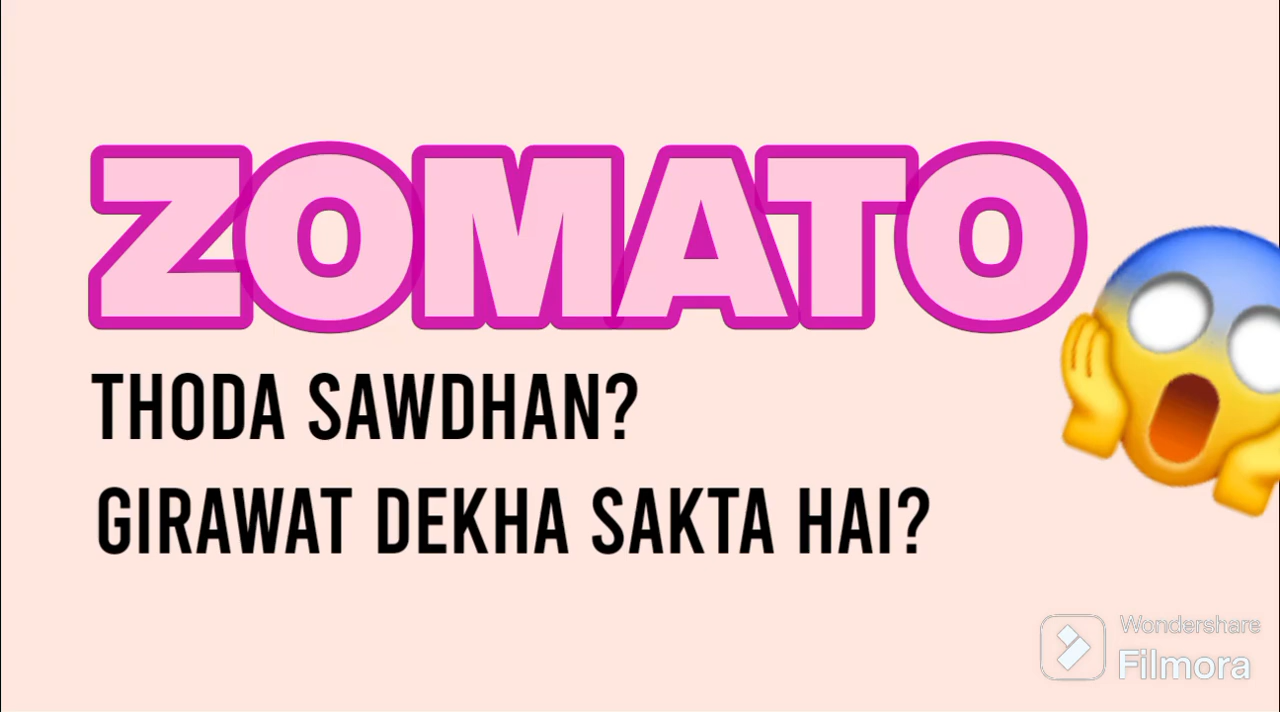 ZOMATO
THODA SAWDHAN?
GIRAWAT DEKHA SAKTA HAI?
Wondershare
Filmora